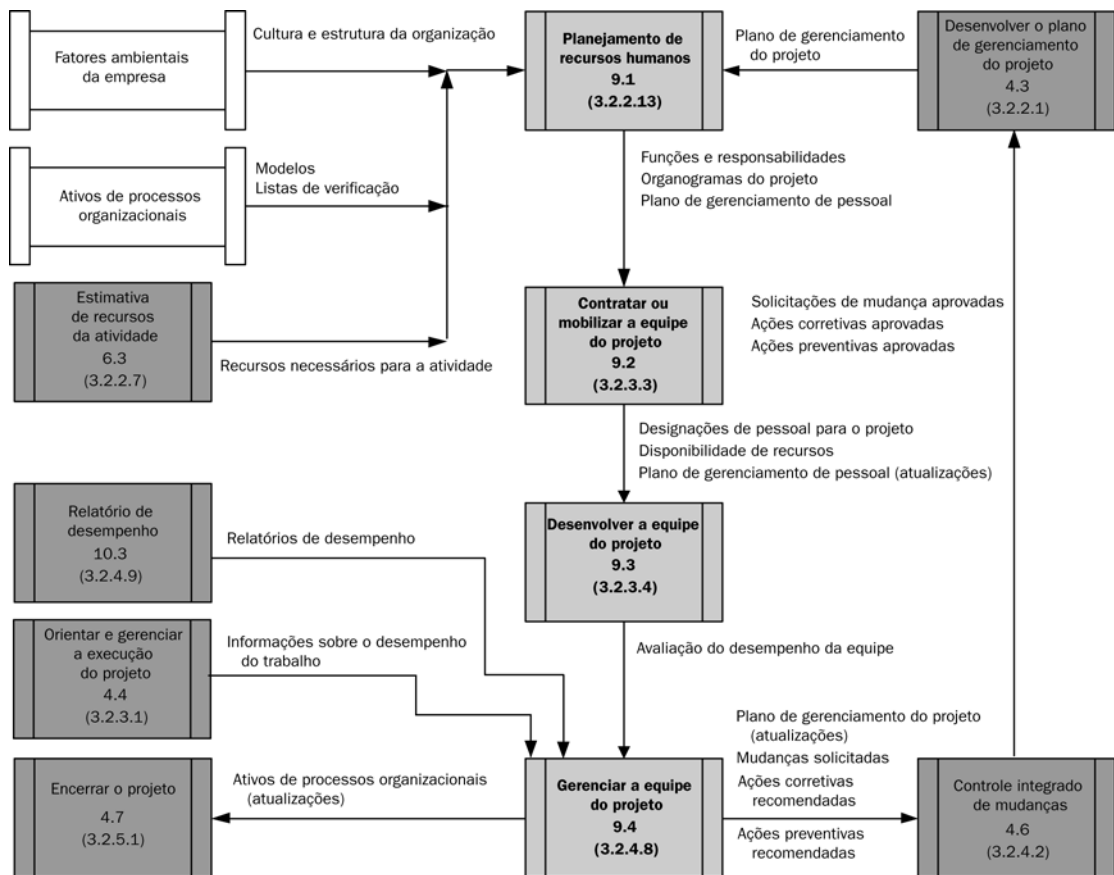 Fatores ambientais
da empresa
Cultura e estrutura da organização
Planejamento de
recursos humanos
9.1
(3.2.2.13)
Plano de gerenciamento
do projeto
Desenvolver o plano
de gerenciamento
do projeto
4.3
(3.2.2.1)
Ativos de processos
organizacionais
Modelos
Listas de verificação
Funções e responsabilidades
Organogramas do projeto
Plano de gerenciamento de pessoal
Estimativa
de recursos
da atividade
6.3
(3.2.2.7)
Recursos necessários para a atividade
Contratar ou
mobilizar a equipe
do projeto
9.2
(3.2.3.3)
Solicitações de mudança aprovadas
Ações corretivas aprovadas
Ações preventivas aprovadas
Designações de pessoal para o projeto
Disponibilidade de recursos
Plano de gerenciamento de pessoal (atualizações)
Relatório de
desempenho
10.3
(3.2.4.9)
Relatórios de desempenho
Desenvolver a equipe
do projeto
9.3
(3.2.3.4)
Orientar e gerenciar
a execução
do projeto
4.4
(3.2.3.1)
Informações sobre o desempenho
do trabalho
Avaliação do desempenho da equipe
Encerrar o projeto
4.7
(3.2.5.1)
Ativos de processos organizacionais
(atualizações)
Gerenciar a equipe
do projeto
9.4
(3.2.4.8)
Plano de gerenciamento do projeto
(atualizações)
Mudanças solicitadas
Ações corretivas
recomendadas
Ações preventivas
recomendadas
Controle integrado
de mudanças
4.6
(3.2.4.2)